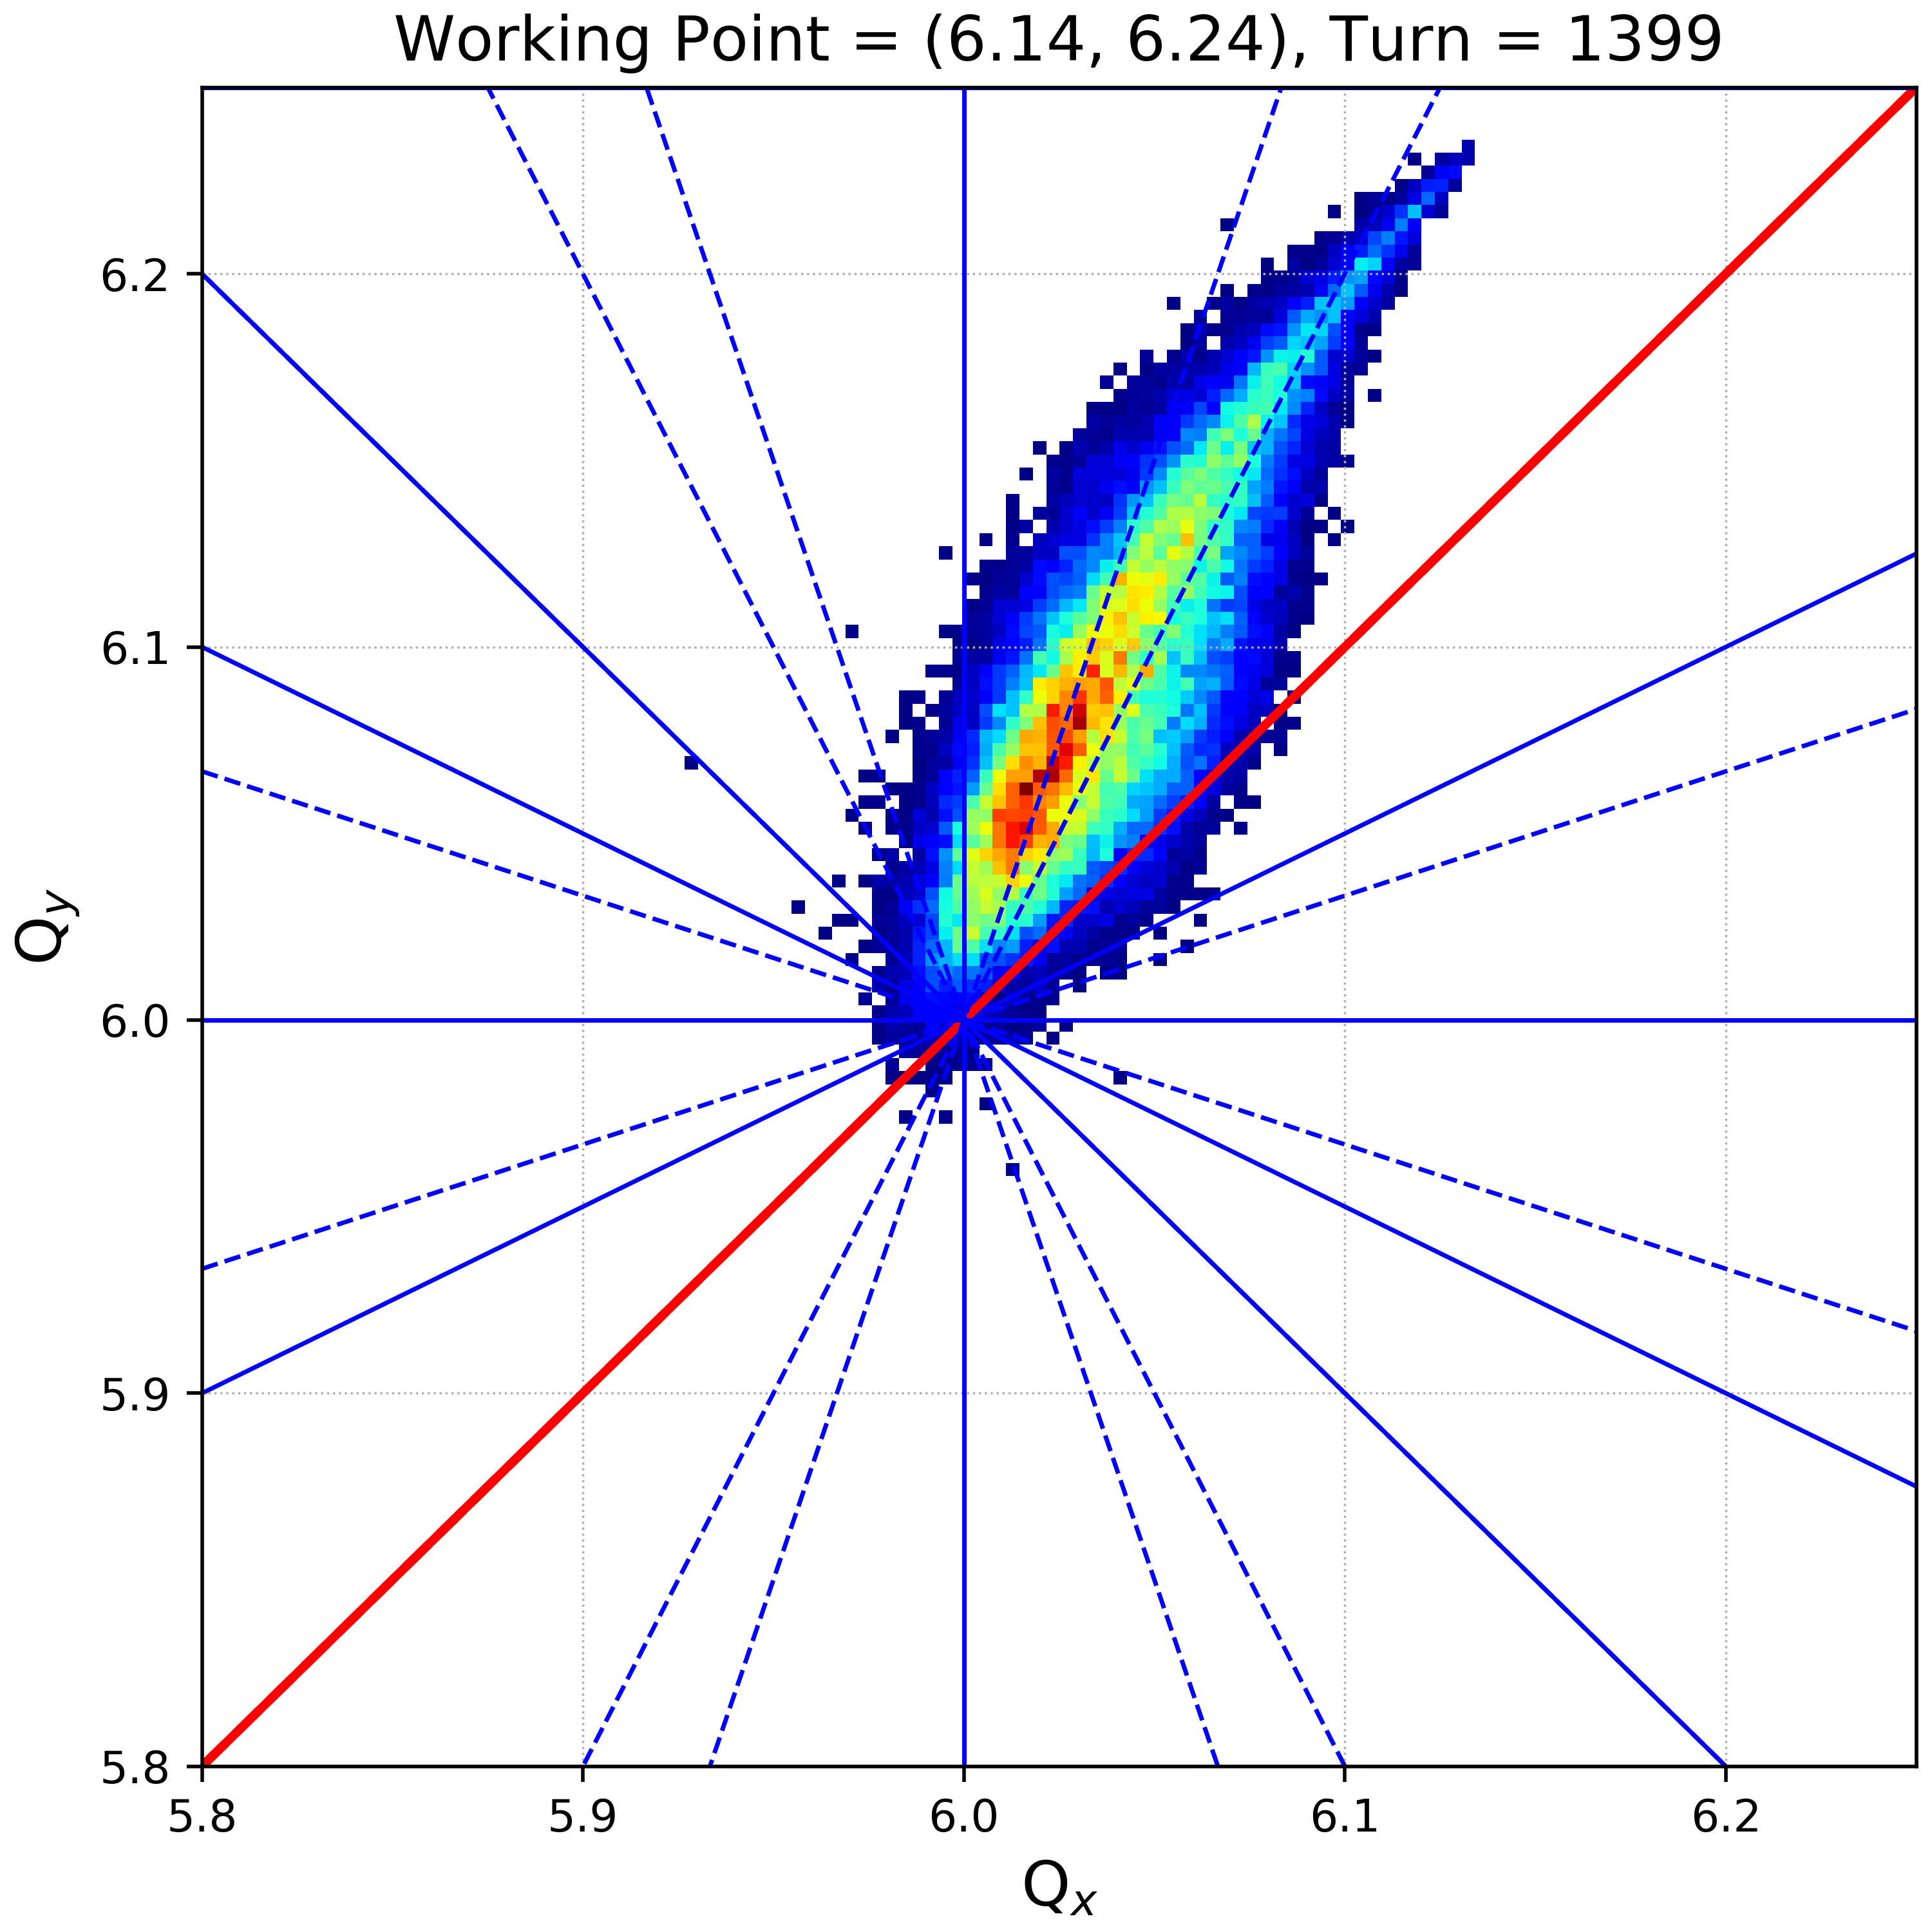 Working Point = (6.14, 6.24), Turn = 1399
6.2
6.1
6.0
5.9
5.8
Qy
5.8 5.9 6.0 6.1 6.2
Qx